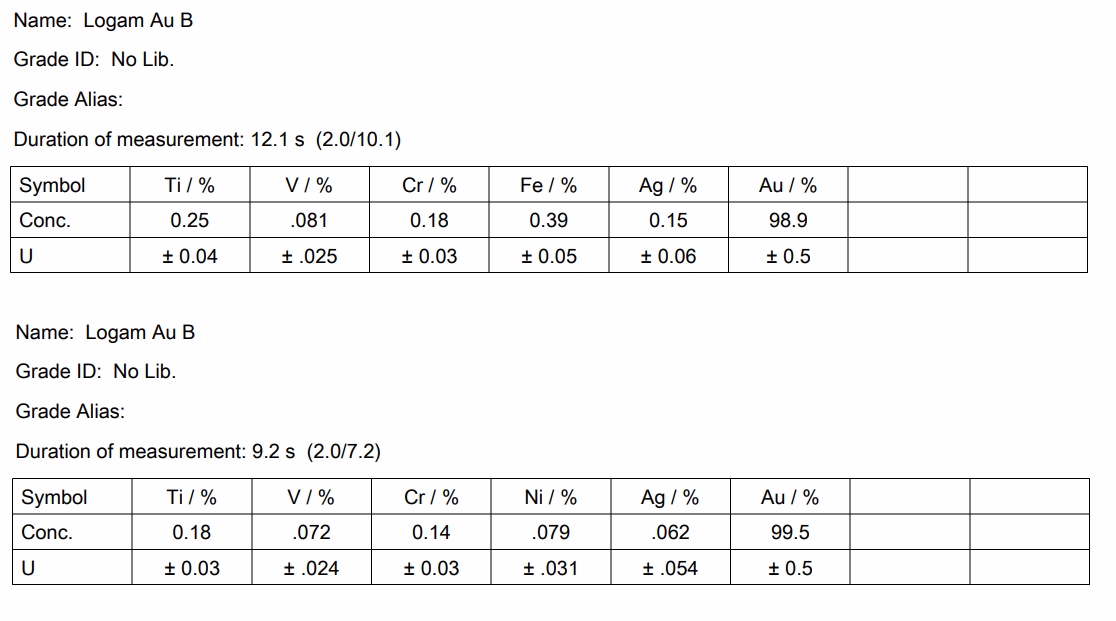 Name:  Logam Au B
Grade ID:  No Lib.
Grade Alias:
Duration of measurement: 12.1 s  (2.0/10.1)
Symbol Ti / % V / % Cr / % Fe / % Ag / % Au / %
Conc. 0.25 .081 0.18 0.39 0.15 98.9
U ± 0.04 ± .025 ± 0.03 ± 0.05 ± 0.06 ± 0.5
Name:  Logam Au B
Grade ID:  No Lib.
Grade Alias:
Duration of measurement: 9.2 s  (2.0/7.2)
Symbol Ti / % V / % Cr / % Ni / % Ag / % Au / %
Conc. 0.18 .072 0.14 .079 .062 99.5
U ± 0.03 ± .024 ± 0.03 ± .031 ± .054 ± 0.5